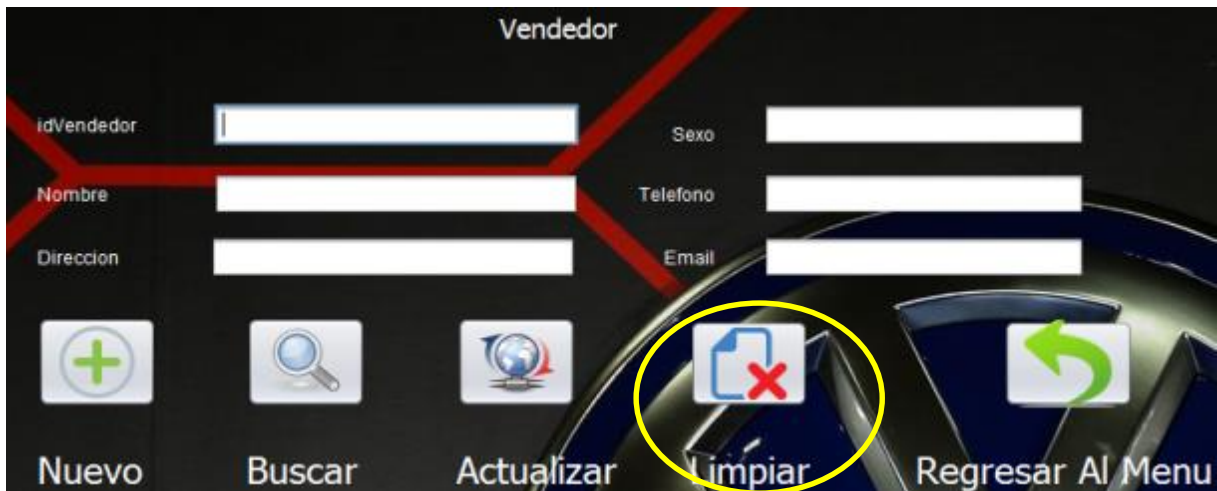 Vendedor
idVendedor
Sexo
Nombre
Telefono
Direccion
Email
Nuevo
Buscar
Actualizar
Limpiar
Regresar Al Menu